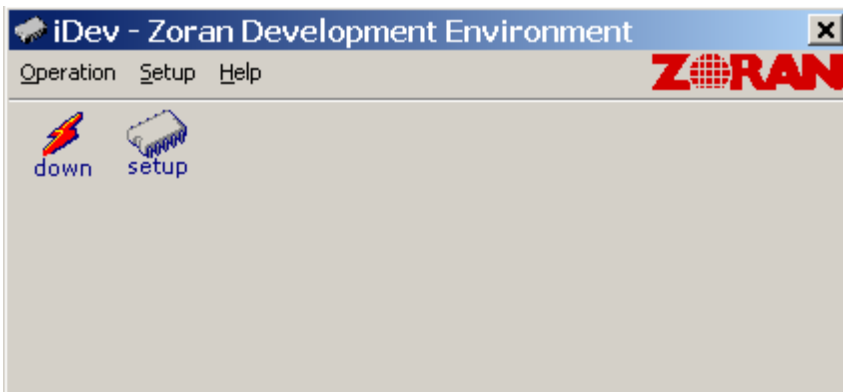 iDev - Zoran Development Environment
Operation Setup Help ZORAN
down setup